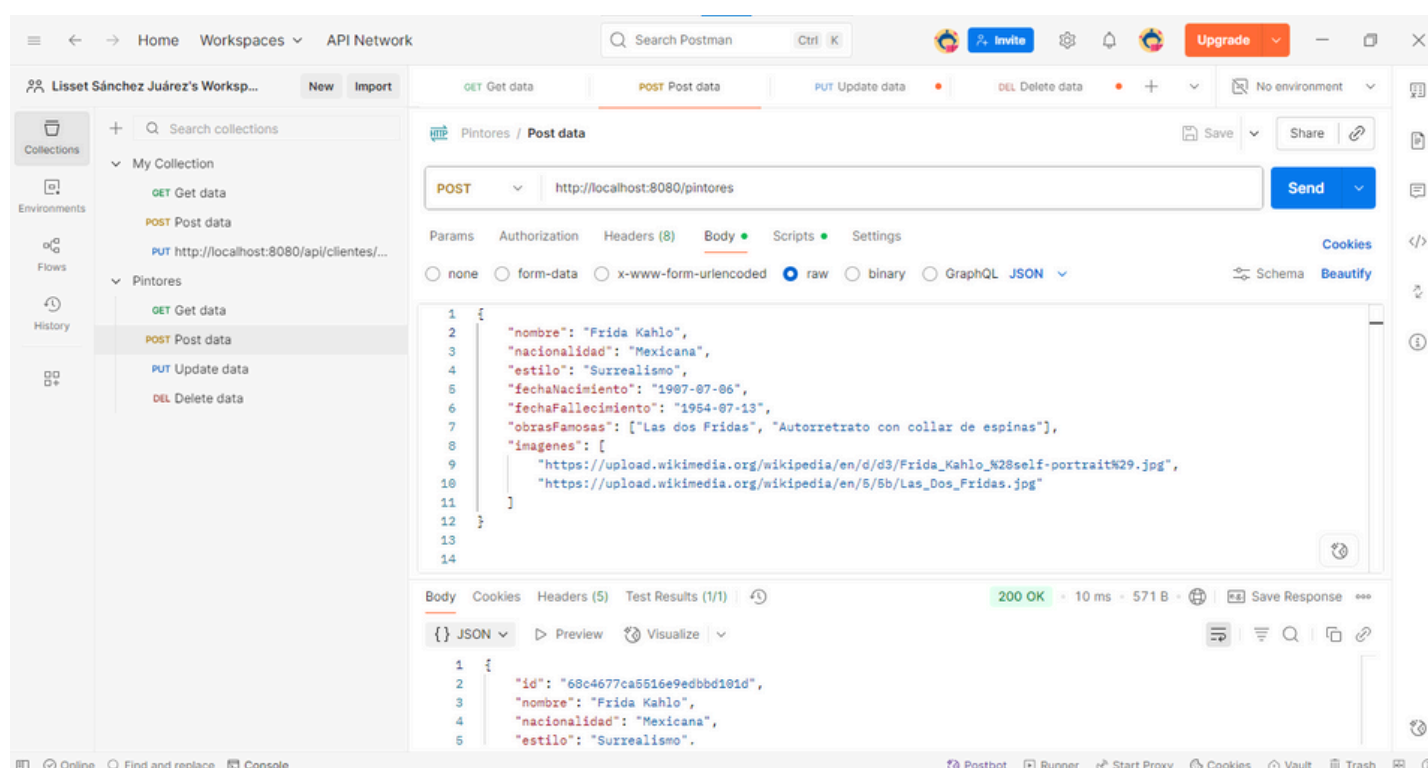 Home Workspaces API Network Search Postman Ctrl K Invite Upgrade
Lisset Sánchez Juárez's Worksp... New Import GET Get data POST Post data PUT Update data DEL Delete data No environment
Collections
Search collections
HTTP Pintores / Post data Save Share
My Collection
GET Get data
POST http://localhost:8080/pintores Send
Environments
POST Post data
PUT http://localhost:8080/api/clientes/...
Params Authorization Headers (8) Body Scripts Settings Cookies
Flows
none form-data x-www-form-urlencoded raw binary GraphQL JSON Schema Beautify
Pintores
GET Get data
History
POST Post data
PUT Update data
DEL Delete data
1 {
2 "nombre": "Frida Kahlo",
3 "nacionalidad": "Mexicana",
4 "estilo": "Surrealismo",
5 "fechaNacimiento": "1907-07-06",
6 "fechaFallecimiento": "1954-07-13",
7 "obrasFamosas": ["Las dos Fridas", "Autorretrato con collar de espinas"],
8 "imagenes": [
9 "https://upload.wikimedia.org/wikipedia/en/d/d3/Frida_Kahlo_%28self-portrait%29.jpg",
10 "https://upload.wikimedia.org/wikipedia/en/5/5b/Las_Dos_Fridas.jpg"
11 ]
12 }
13
14
Body Cookies Headers (5) Test Results (1/1) 200 OK 10 ms 571 B Save Response
{} JSON Preview Visualize
1 {
2 "id": "68c4677ca5516e9edbbd101d",
3 "nombre": "Frida Kahlo",
4 "nacionalidad": "Mexicana",
5 "estilo": "Surrealismo",
Online Find and replace Console Postbot Runner Start Proxy Cookies Vault Trash